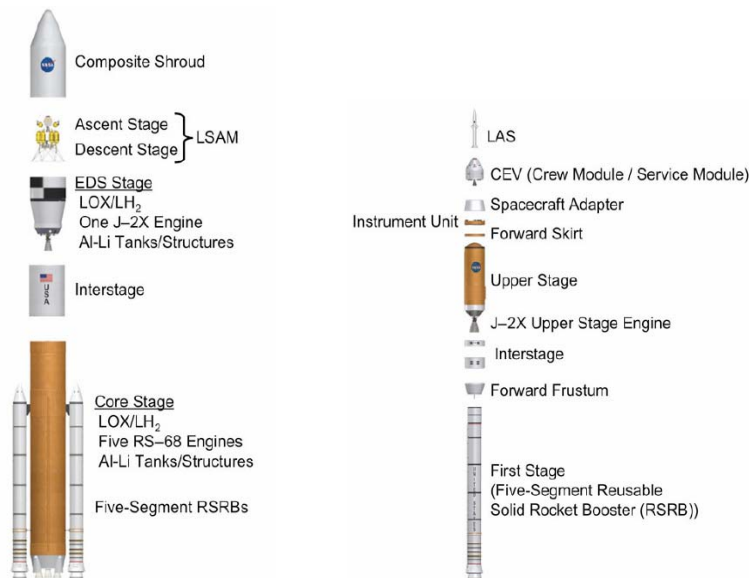 NASA
Composite Shroud
Ascent Stage
Descent Stage
LSAM
EDS Stage
LOX/LH₂
One J–2X Engine
Al-Li Tanks/Structures
USA
Interstage
Core Stage
LOX/LH₂
Five RS–68 Engines
Al-Li Tanks/Structures
Five-Segment RSRBs
LAS
CEV (Crew Module / Service Module)
Spacecraft Adapter
Instrument Unit
Forward Skirt
NASA
Upper Stage
J–2X Upper Stage Engine
Interstage
Forward Frustum
First Stage
(Five-Segment Reusable
Solid Rocket Booster (RSRB))